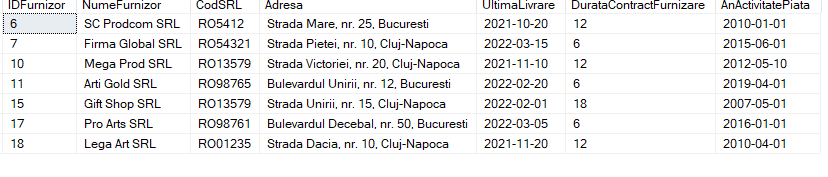 IDFurnizor NumeFurnizor CodSRL Adresa UltimaLivrare DurataContractFurnizare AnActivitatePiata
6 SC Prodcom SRL RO5412 Strada Mare, nr. 25, Bucuresti 2021-10-20 12 2010-01-01
7 Firma Global SRL RO54321 Strada Pietei, nr. 10, Cluj-Napoca 2022-03-15 6 2015-06-01
10 Mega Prod SRL RO13579 Strada Victoriei, nr. 20, Cluj-Napoca 2021-11-10 12 2012-05-10
11 Arti Gold SRL RO98765 Bulevardul Unirii, nr. 12, Bucuresti 2022-02-20 6 2019-04-01
15 Gift Shop SRL RO13579 Strada Unirii, nr. 15, Cluj-Napoca 2022-02-01 18 2007-05-01
17 Pro Arts SRL RO98761 Bulevardul Decebal, nr. 50, Bucuresti 2022-03-05 6 2016-01-01
18 Lega Art SRL RO01235 Strada Dacia, nr. 10, Cluj-Napoca 2021-11-20 12 2010-04-01